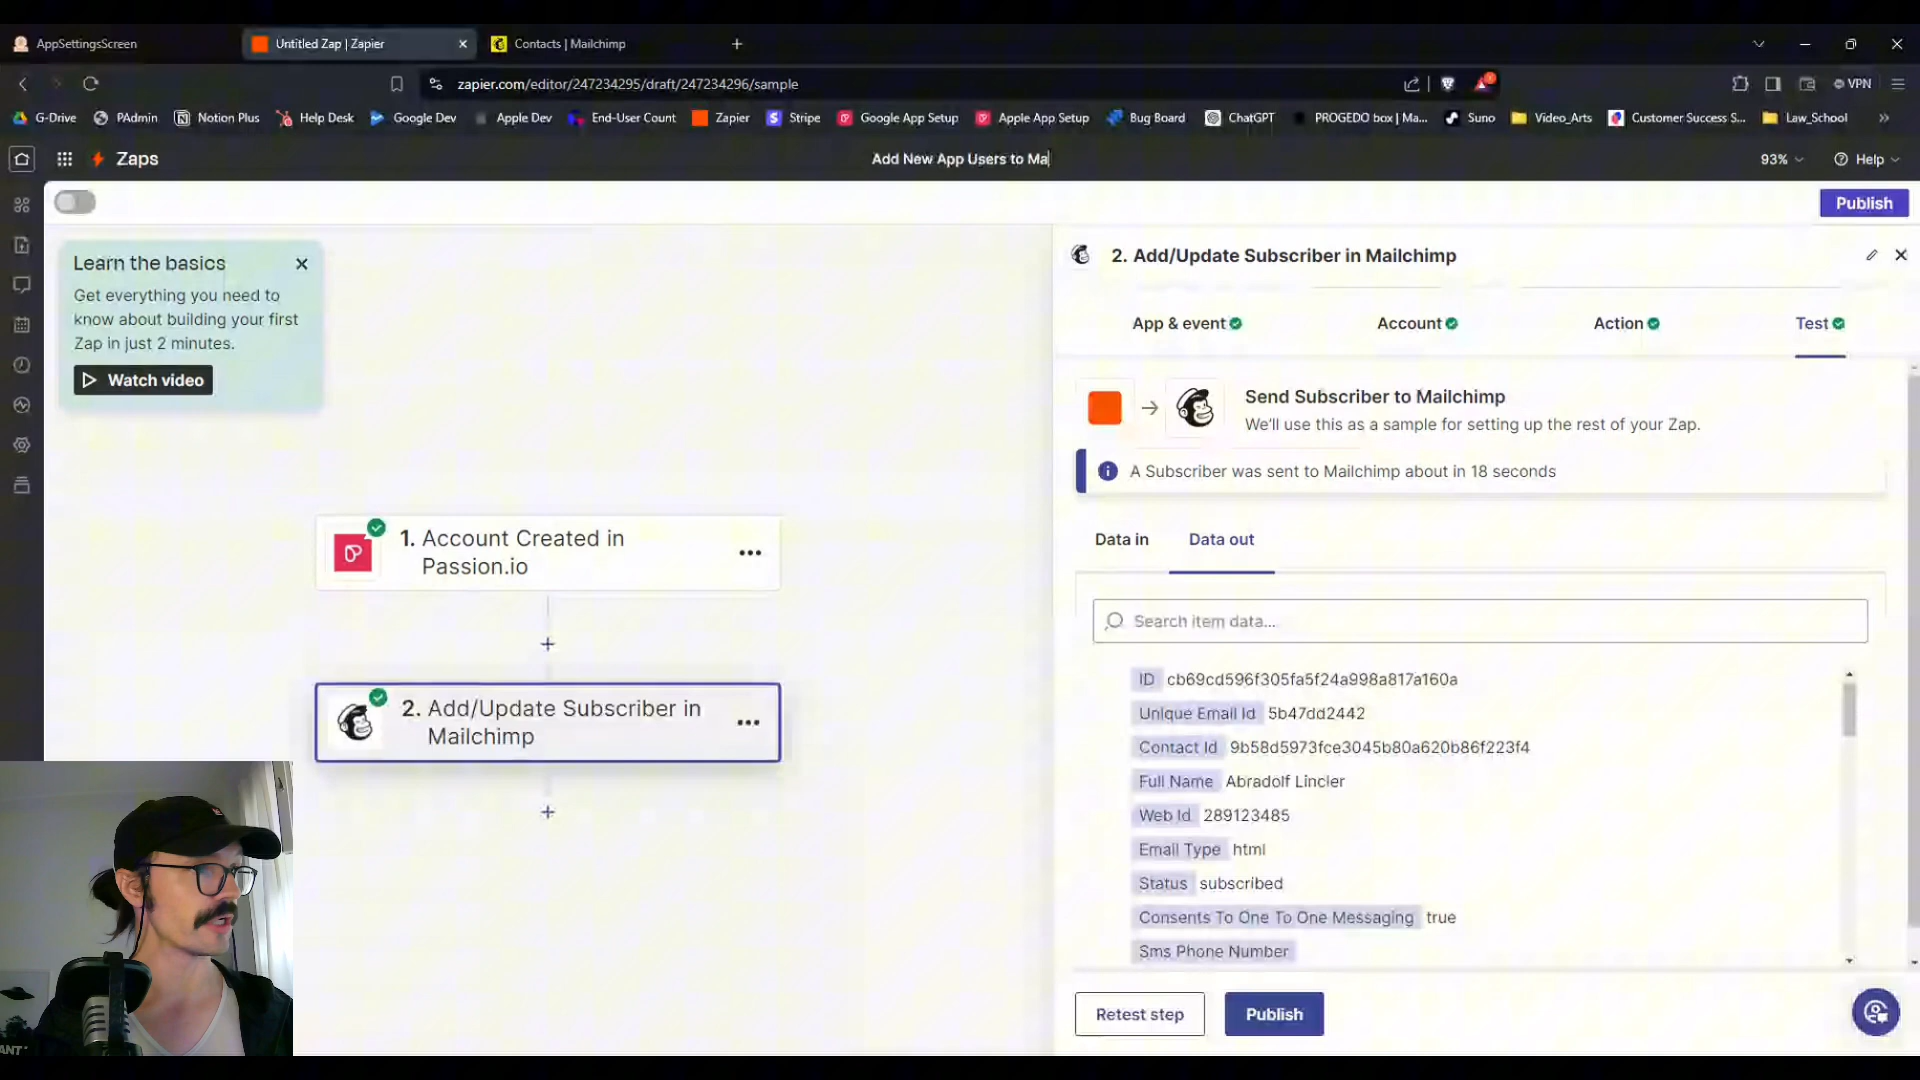 AppSettingsScreen
Untitled Zap | Zapier
Contacts | Mailchimp
zapier.com/editor/247234295/draft/247234296/sample
VPN
G-Drive
PAdmin
Notion Plus
Help Desk
Google Dev
Apple Dev
End-User Count
Zapier
Stripe
Google App Setup
Apple App Setup
Bug Board
ChatGPT
PROGEDO box | Ma...
Suno
Video_Arts
Customer Success S...
Law_School
Zaps
Add New App Users to Ma
93%
Help
Publish
Learn the basics
Get everything you need to
know about building your first
Zap in just 2 minutes.
Watch video
1. Account Created in
Passion.io
2. Add/Update Subscriber in
Mailchimp
2. Add/Update Subscriber in Mailchimp
App & event
Account
Action
Test
Send Subscriber to Mailchimp
We'll use this as a sample for setting up the rest of your Zap.
A Subscriber was sent to Mailchimp about in 18 seconds
Data in
Data out
Search item data...
ID cb69cd596f305fa5f24a998a817a160a
Unique Email Id 5b47dd2442
Contact Id 9b58d5973fce3045b80a620b86f223f4
Full Name Abradolf Lincler
Web Id 289123485
Email Type html
Status subscribed
Consents To One To One Messaging true
Sms Phone Number
Retest step
Publish